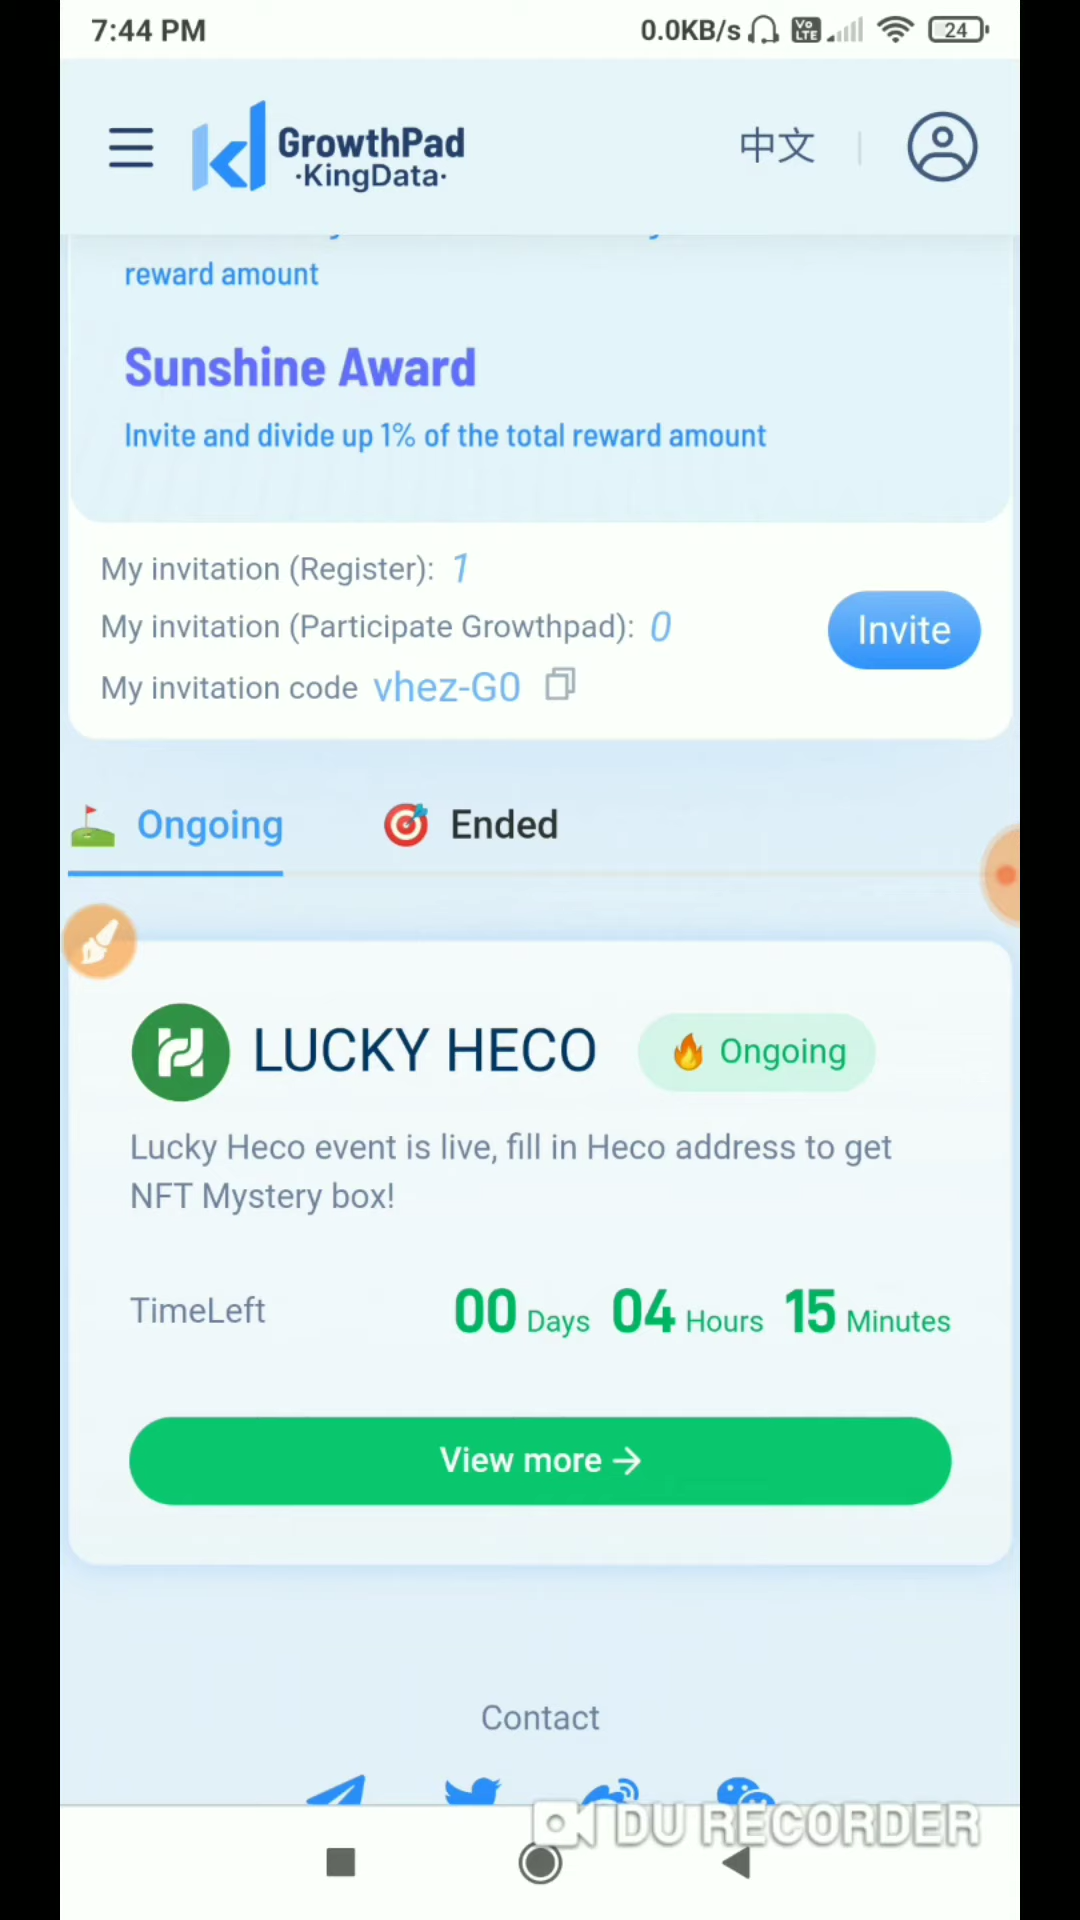 7:44 PM
0.0KB/s
Vo LTE
24
GrowthPad
·KingData·
中文
reward amount
Sunshine Award
Invite and divide up 1% of the total reward amount
My invitation (Register): 1
My invitation (Participate Growthpad): 0
Invite
My invitation code vhez-G0
Ongoing
Ended
LUCKY HECO
Ongoing
Lucky Heco event is live, fill in Heco address to get
NFT Mystery box!
TimeLeft
00 Days 04 Hours 15 Minutes
View more →
Contact
DU RECORDER